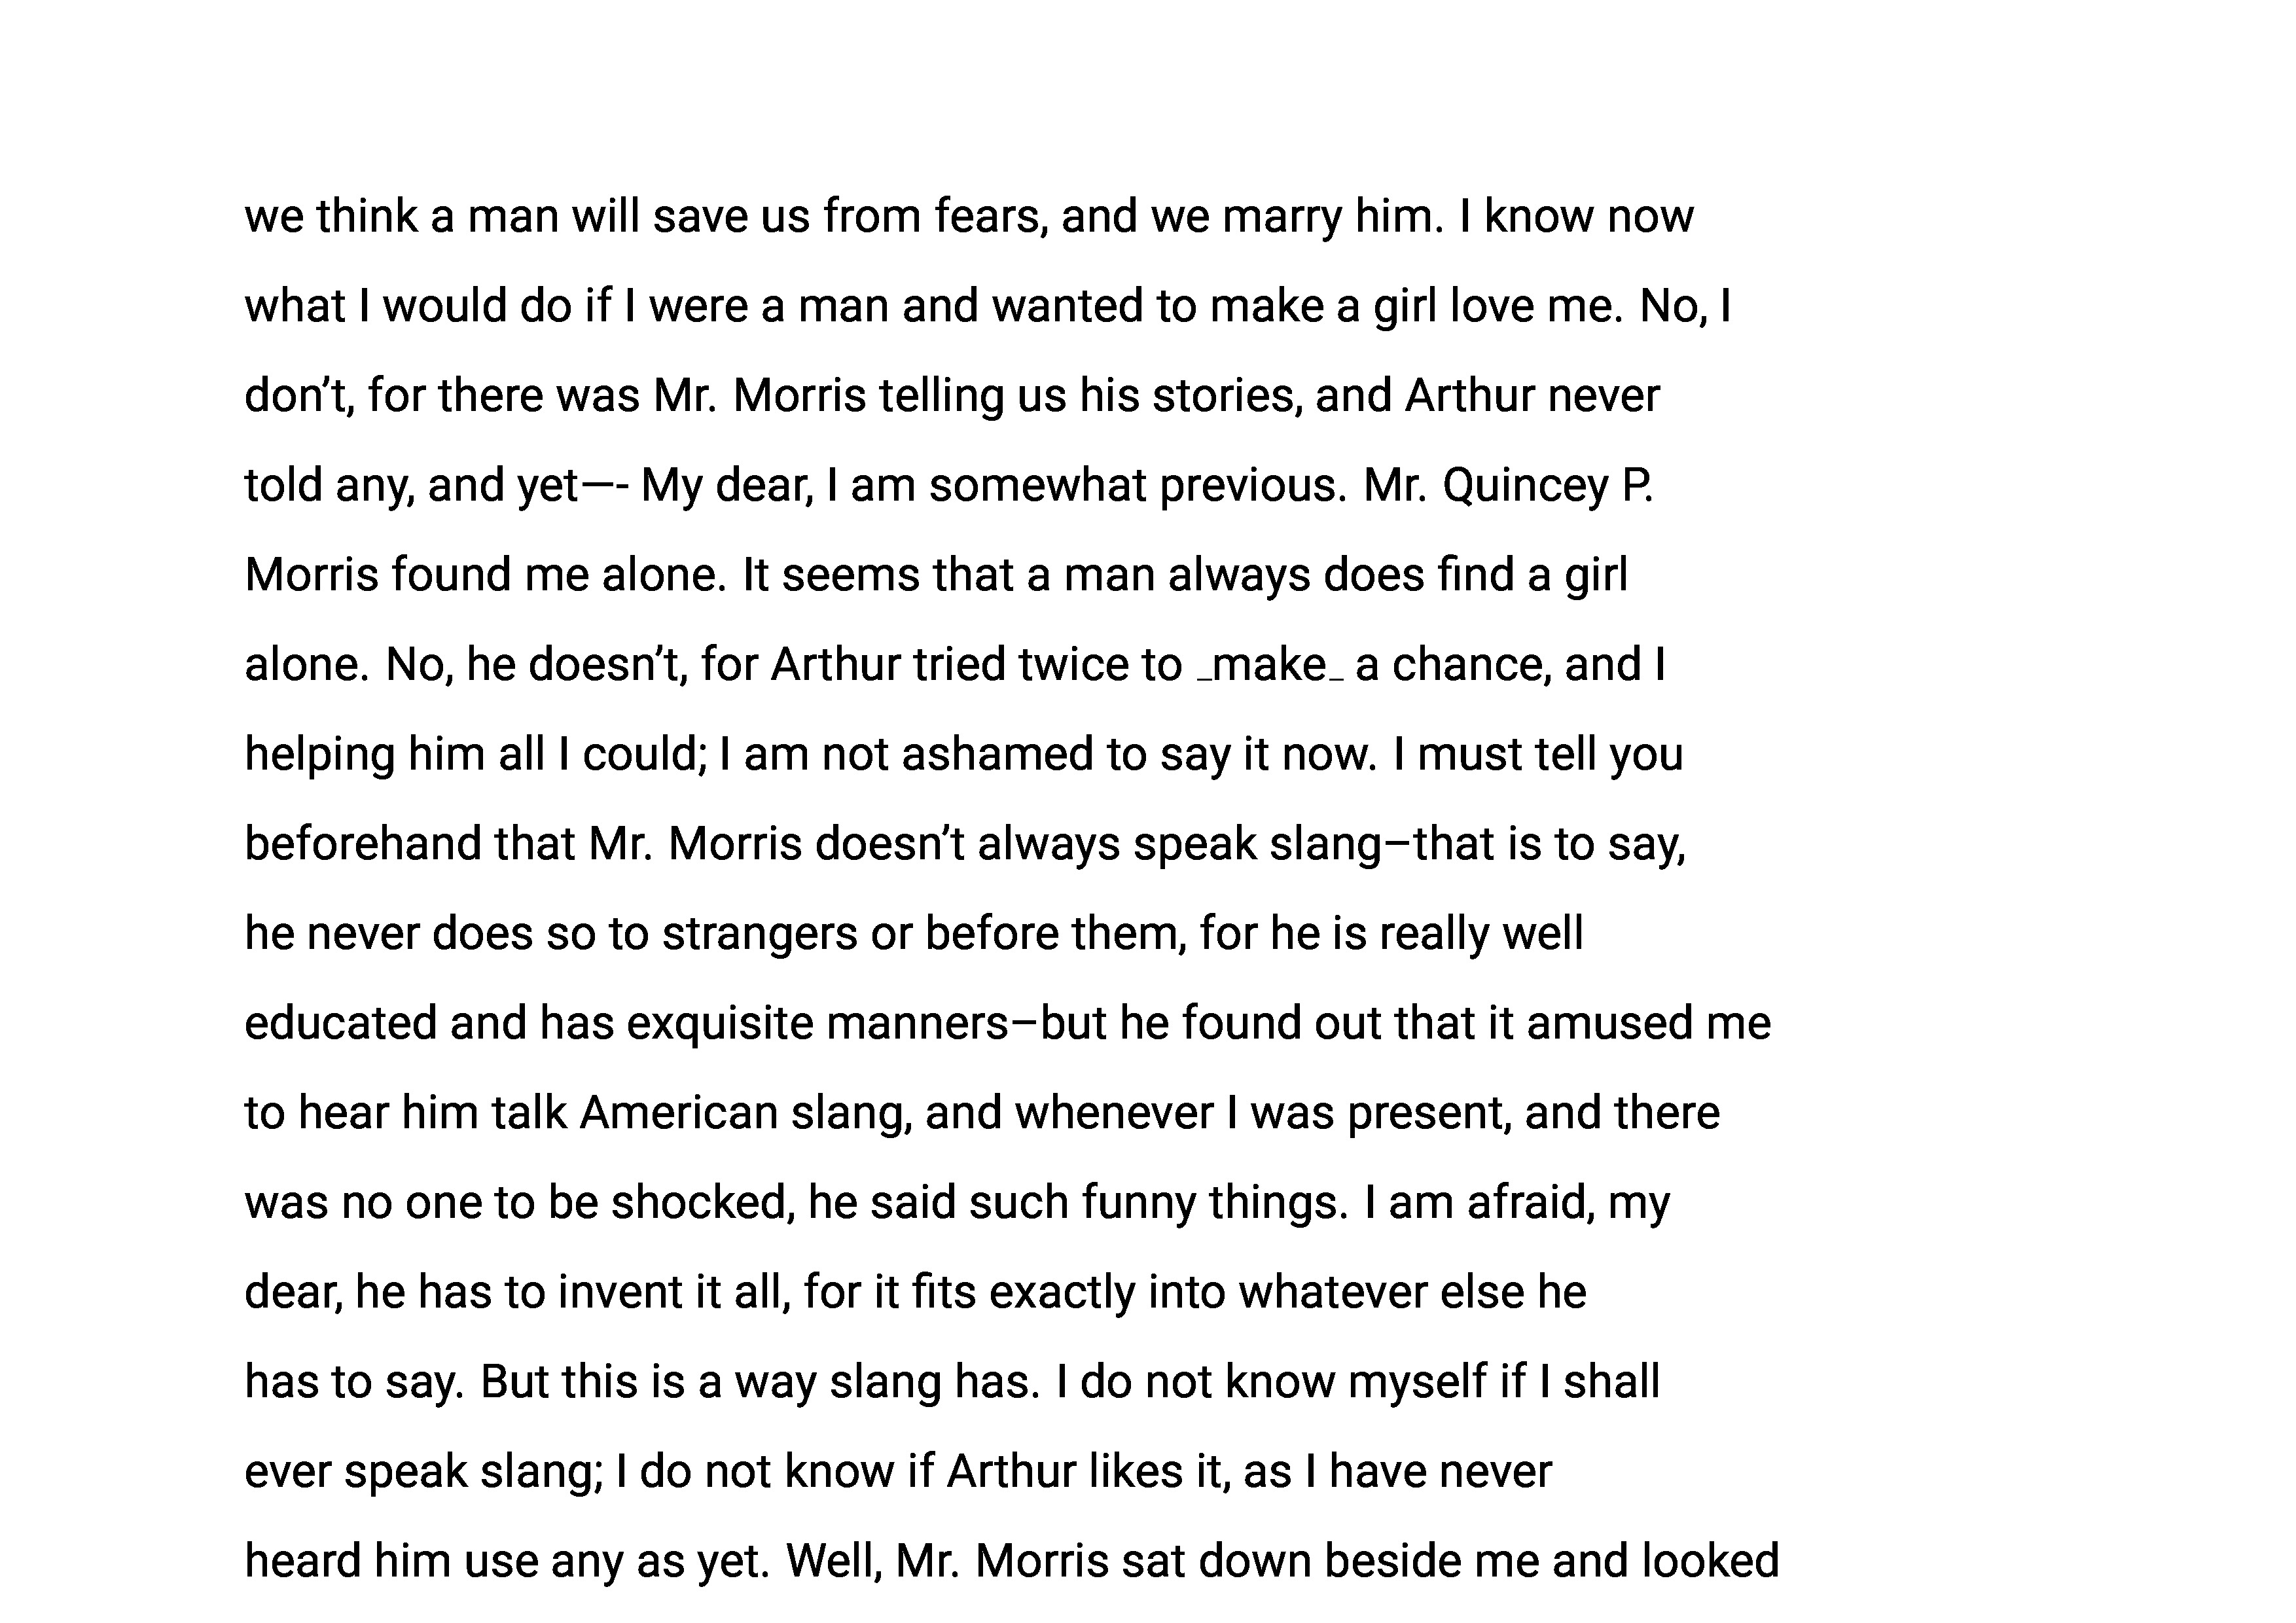 we think a man will save us from fears, and we marry him. I know now
what I would do if I were a man and wanted to make a girl love me. No, I
don’t, for there was Mr. Morris telling us his stories, and Arthur never
told any, and yet—- My dear, I am somewhat previous. Mr. Quincey P.
Morris found me alone. It seems that a man always does find a girl
alone. No, he doesn’t, for Arthur tried twice to _make_ a chance, and I
helping him all I could; I am not ashamed to say it now. I must tell you
beforehand that Mr. Morris doesn’t always speak slang–that is to say,
he never does so to strangers or before them, for he is really well
educated and has exquisite manners–but he found out that it amused me
to hear him talk American slang, and whenever I was present, and there
was no one to be shocked, he said such funny things. I am afraid, my
dear, he has to invent it all, for it fits exactly into whatever else he
has to say. But this is a way slang has. I do not know myself if I shall
ever speak slang; I do not know if Arthur likes it, as I have never
heard him use any as yet. Well, Mr. Morris sat down beside me and looked